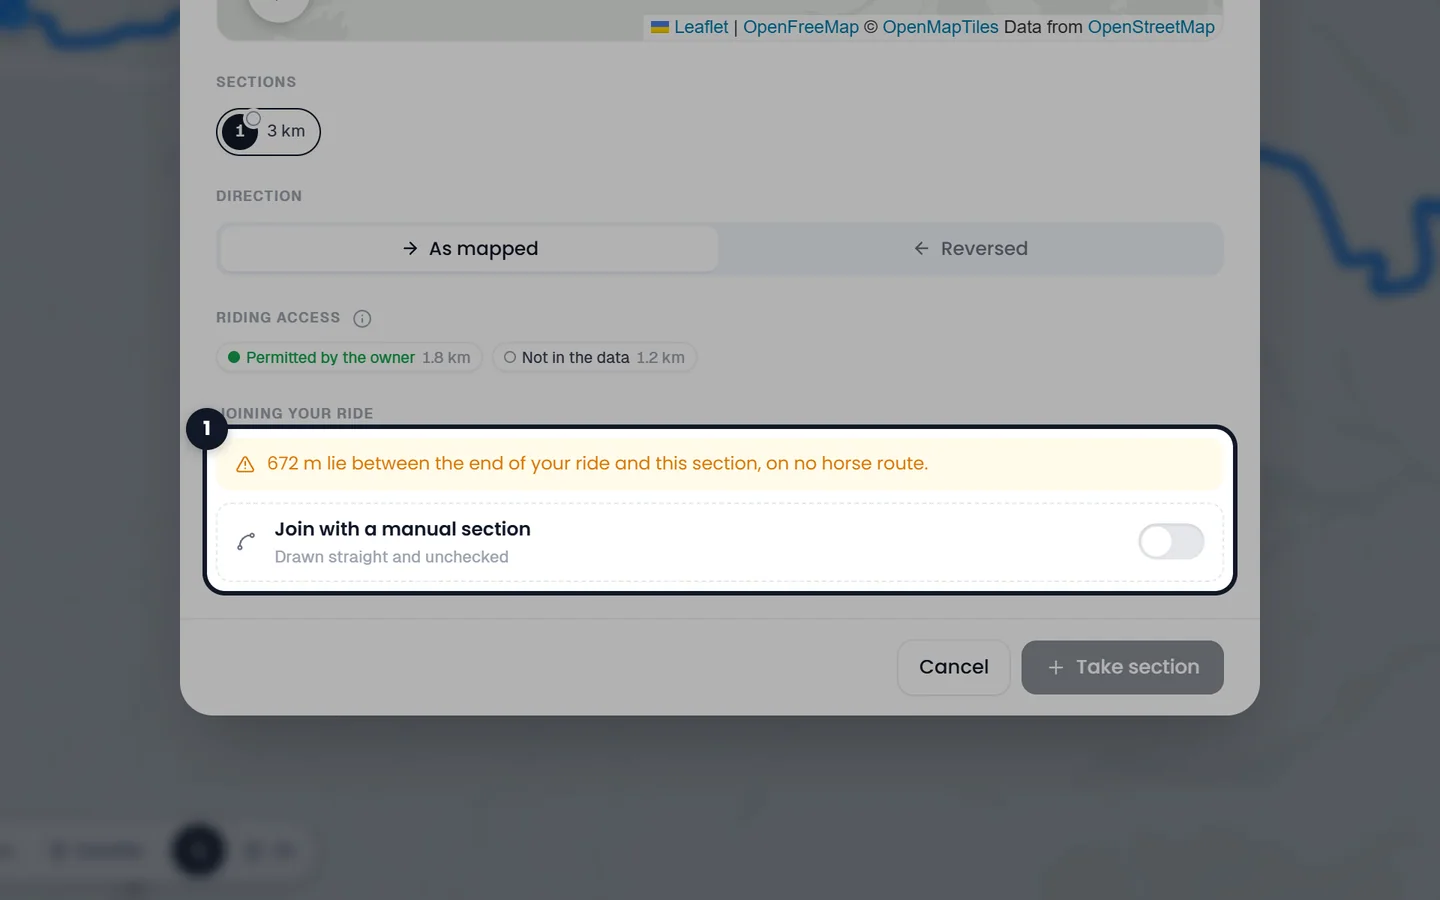 Leaflet | OpenFreeMap © OpenMapTiles Data from OpenStreetMap
SECTIONS
1 3 km
DIRECTION
→ As mapped
← Reversed
RIDING ACCESS
Permitted by the owner 1.8 km
Not in the data 1.2 km
JOINING YOUR RIDE
1
672 m lie between the end of your ride and this section, on no horse route.
Join with a manual section
Drawn straight and unchecked
Cancel
+ Take section